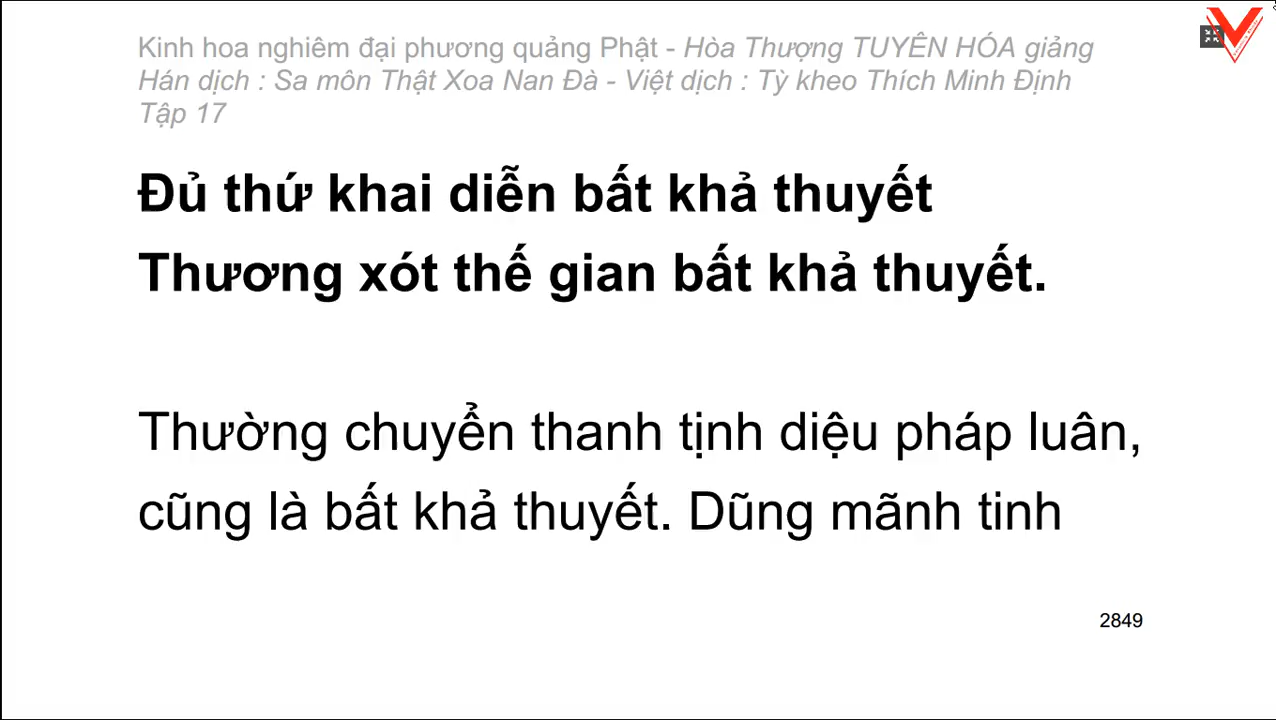 Kinh hoa nghiêm đại phương quảng Phật - Hòa Thượng TUYÊN HÓA giảng
Hán dịch : Sa môn Thật Xoa Nan Đà - Việt dịch : Tỳ kheo Thích Minh Định
Tập 17
Đủ thứ khai diễn bất khả thuyết
Thương xót thế gian bất khả thuyết.
Thường chuyển thanh tịnh diệu pháp luân,
cũng là bất khả thuyết. Dũng mãnh tinh
2849